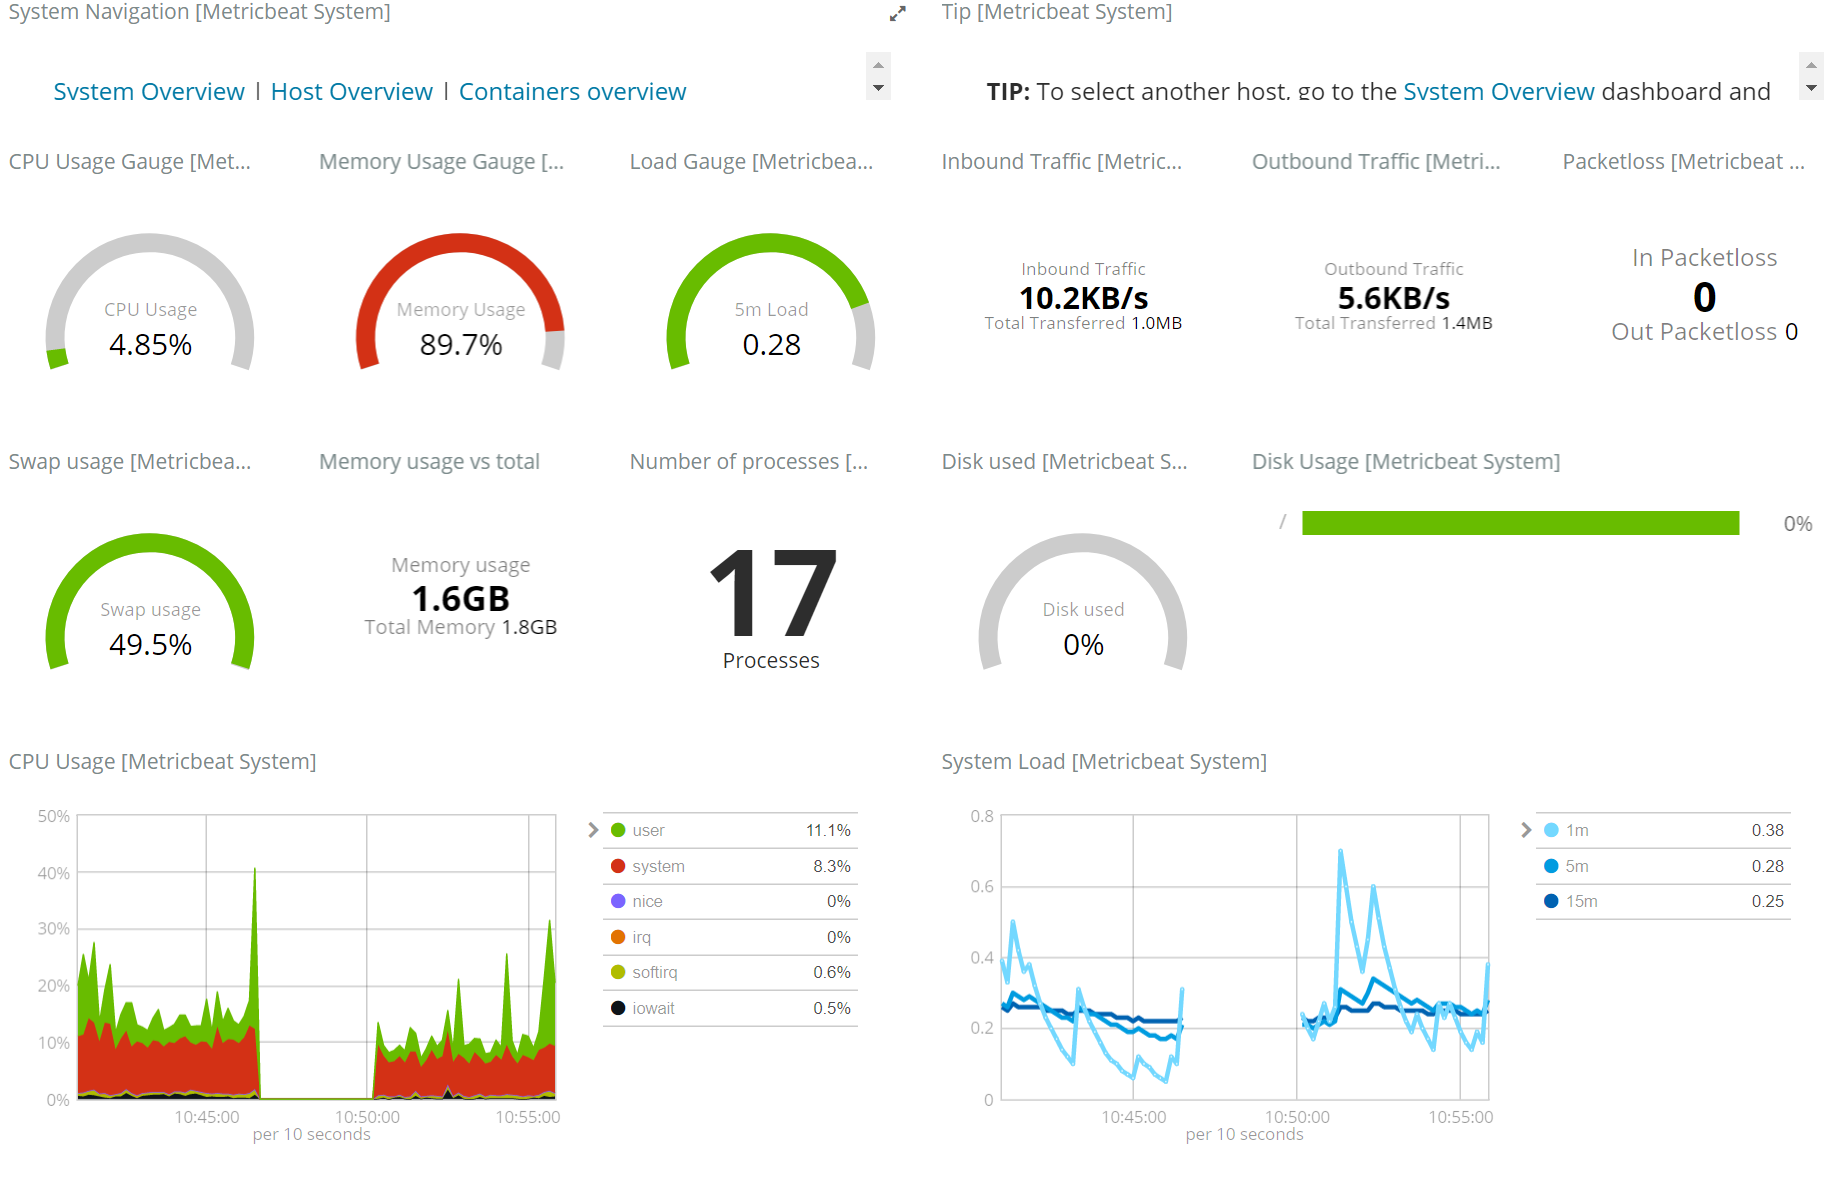 System Navigation [Metricbeat System]
Tip [Metricbeat System]
System Overview | Host Overview | Containers overview
TIP: To select another host, go to the System Overview dashboard and
CPU Usage Gauge [Met...
Memory Usage Gauge [...
Load Gauge [Metricbea...
Inbound Traffic [Metric...
Outbound Traffic [Metri...
Packetloss [Metricbeat ...
CPU Usage
4.85%
Memory Usage
89.7%
5m Load
0.28
Inbound Traffic
10.2KB/s
Total Transferred 1.0MB
Outbound Traffic
5.6KB/s
Total Transferred 1.4MB
In Packetloss
0
Out Packetloss 0
Swap usage [Metricbea...
Memory usage vs total
Number of processes [...
Disk used [Metricbeat S...
Disk Usage [Metricbeat System]
Swap usage
49.5%
Memory usage
1.6GB
Total Memory 1.8GB
17
Processes
Disk used
0%
/ 0%
CPU Usage [Metricbeat System]
50%
40%
30%
20%
10%
0%
10:45:00 10:50:00 10:55:00
per 10 seconds
user 11.1%
system 8.3%
nice 0%
irq 0%
softirq 0.6%
iowait 0.5%
System Load [Metricbeat System]
0.8
0.6
0.4
0.2
0
10:45:00 10:50:00 10:55:00
per 10 seconds
1m 0.38
5m 0.28
15m 0.25